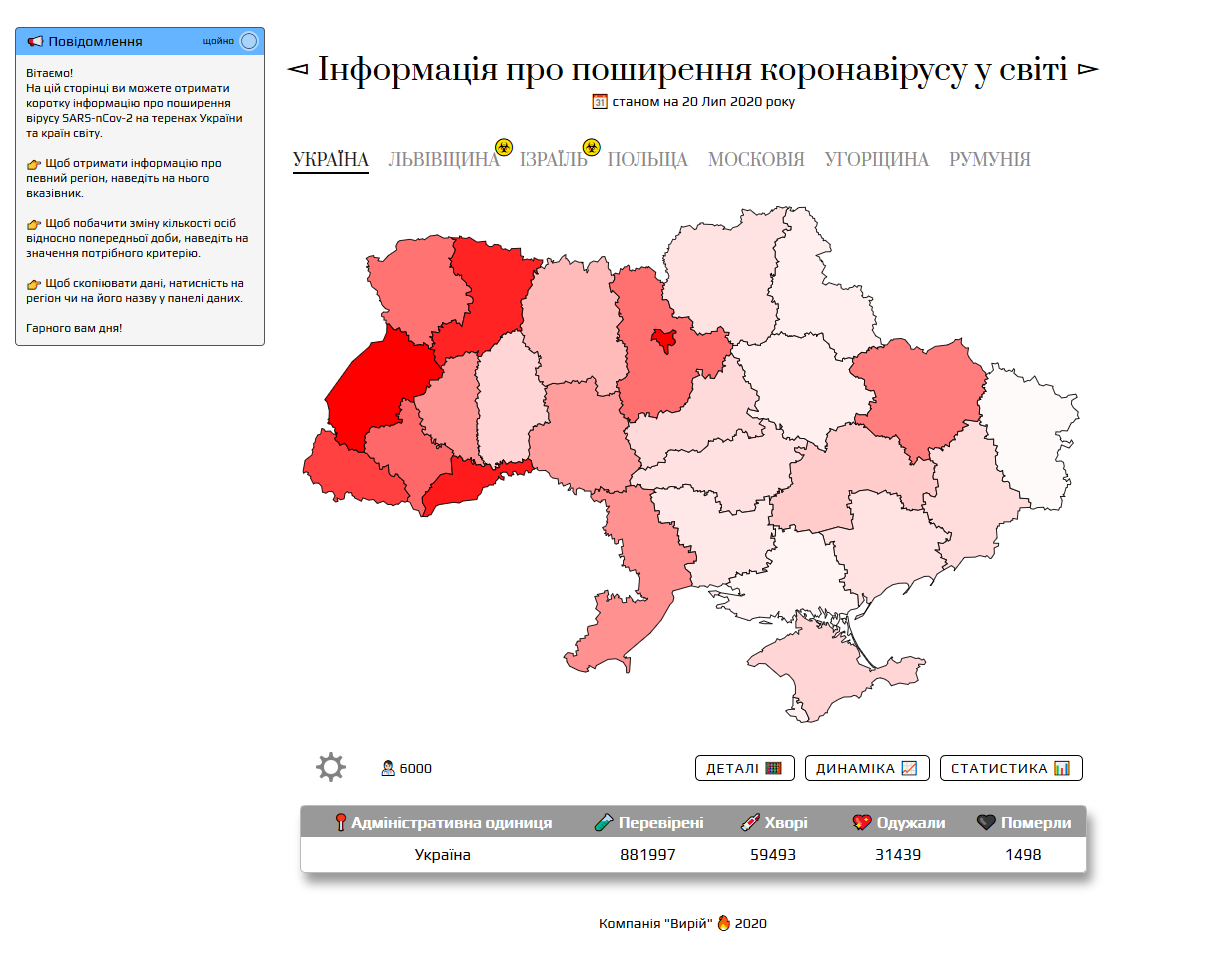 Повідомлення
щойно
Вітаємо!
На цій сторінці ви можете отримати
коротку інформацію про поширення
вірусу SARS-nCov-2 на теренах України
та країн світу.
Щоб отримати інформацію про
певний регіон, наведіть на нього
вказівник.
Щоб побачити зміну кількості осіб
відносно попередньої доби, наведіть на
значення потрібного критерію.
Щоб скопіювати дані, натисність на
регіон чи на його назву у панелі даних.
Гарного вам дня!
⊲ Інформація про поширення коронавірусу у світі ⊳
станом на 20 Лип 2020 року
УКРАЇНА ЛЬВІВЩИНА ІЗРАЇЛЬ ПОЛЬЩА МОСКОВІЯ УГОРЩИНА РУМУНІЯ
6000
ДЕТАЛІ ДИНАМІКА СТАТИСТИКА
Адміністративна одиниця Перевірені Хворі Одужали Померли
Україна 881997 59493 31439 1498
Компанія "Вирій" 🔥 2020